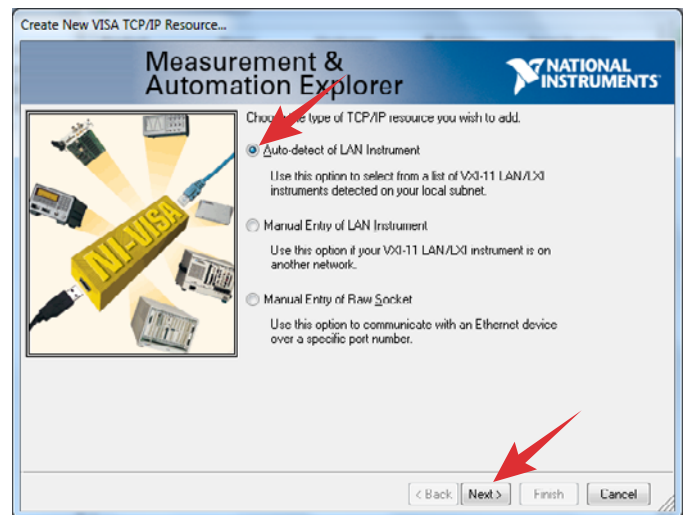 Create New VISA TCP/IP Resource...
Measurement &
Automation Explorer
NATIONAL
INSTRUMENTS
Choose the type of TCP/IP resource you wish to add.
Auto-detect of LAN Instrument
Use this option to select from a list of VXI-11 LAN/LXI
instruments detected on your local subnet.
Manual Entry of LAN Instrument
Use this option if your VXI-11 LAN/LXI instrument is on
another network.
Manual Entry of Raw Socket
Use this option to communicate with an Ethernet device
over a specific port number.
NI-VISA
< Back
Next >
Finish
Cancel